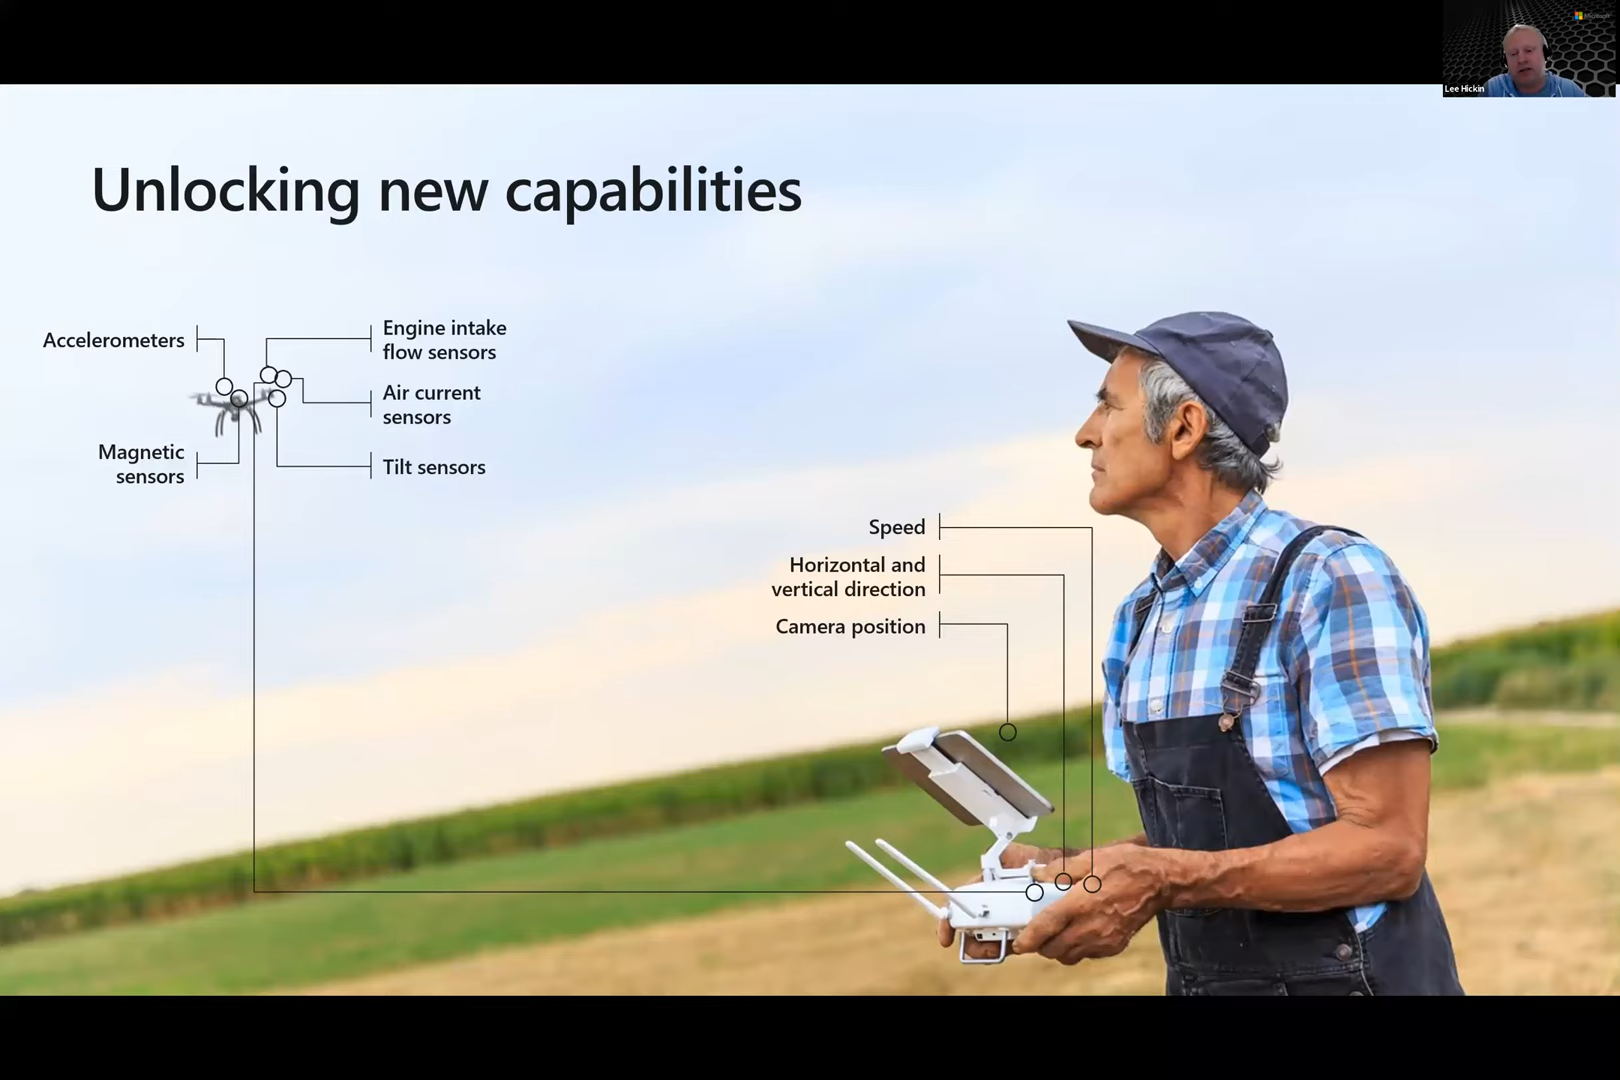 Microsoft
Lee Hickin
Unlocking new capabilities
Accelerometers
Engine intake
flow sensors
Air current
sensors
Magnetic
sensors
Tilt sensors
Speed
Horizontal and
vertical direction
Camera position